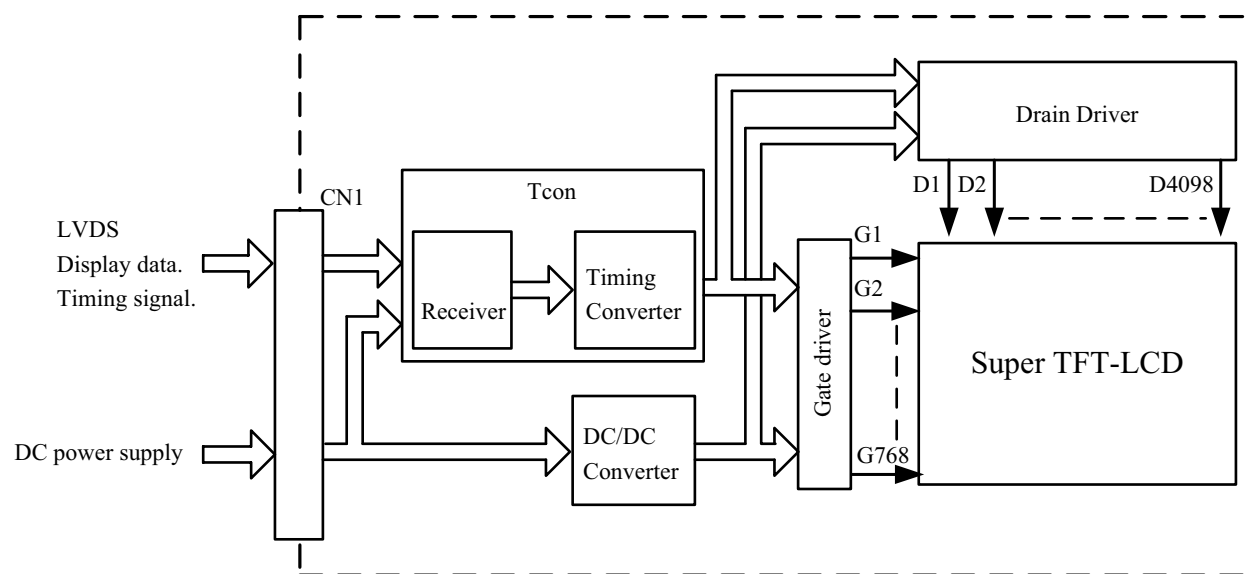 Drain Driver
D1
D2
D4098
CN1
Tcon
LVDS
Display data.
Timing signal.
Receiver
Timing
Converter
G1
G2
Gate driver
Super TFT-LCD
DC power supply
DC/DC
Converter
G768